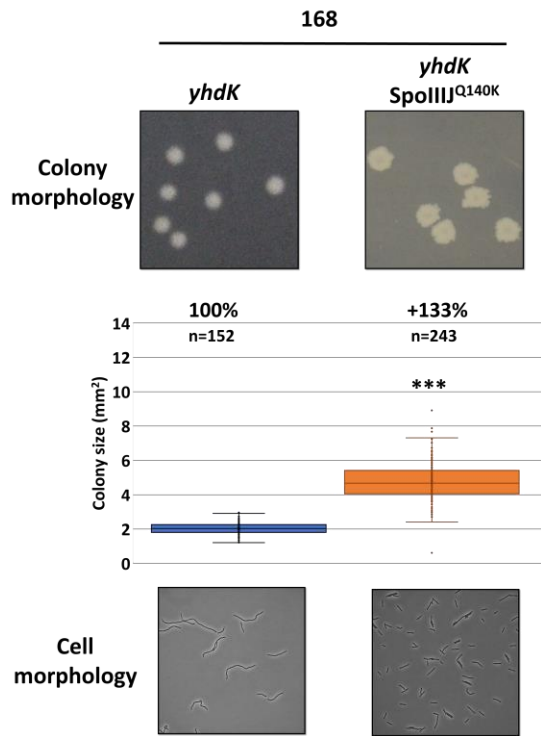 168
yhdK
yhdK
SpoIIIJQ140K
Colony
morphology
100%
+133%
n=152
n=243
***
14
12
10
8
6
4
2
0
Colony size (mm²)
Cell
morphology